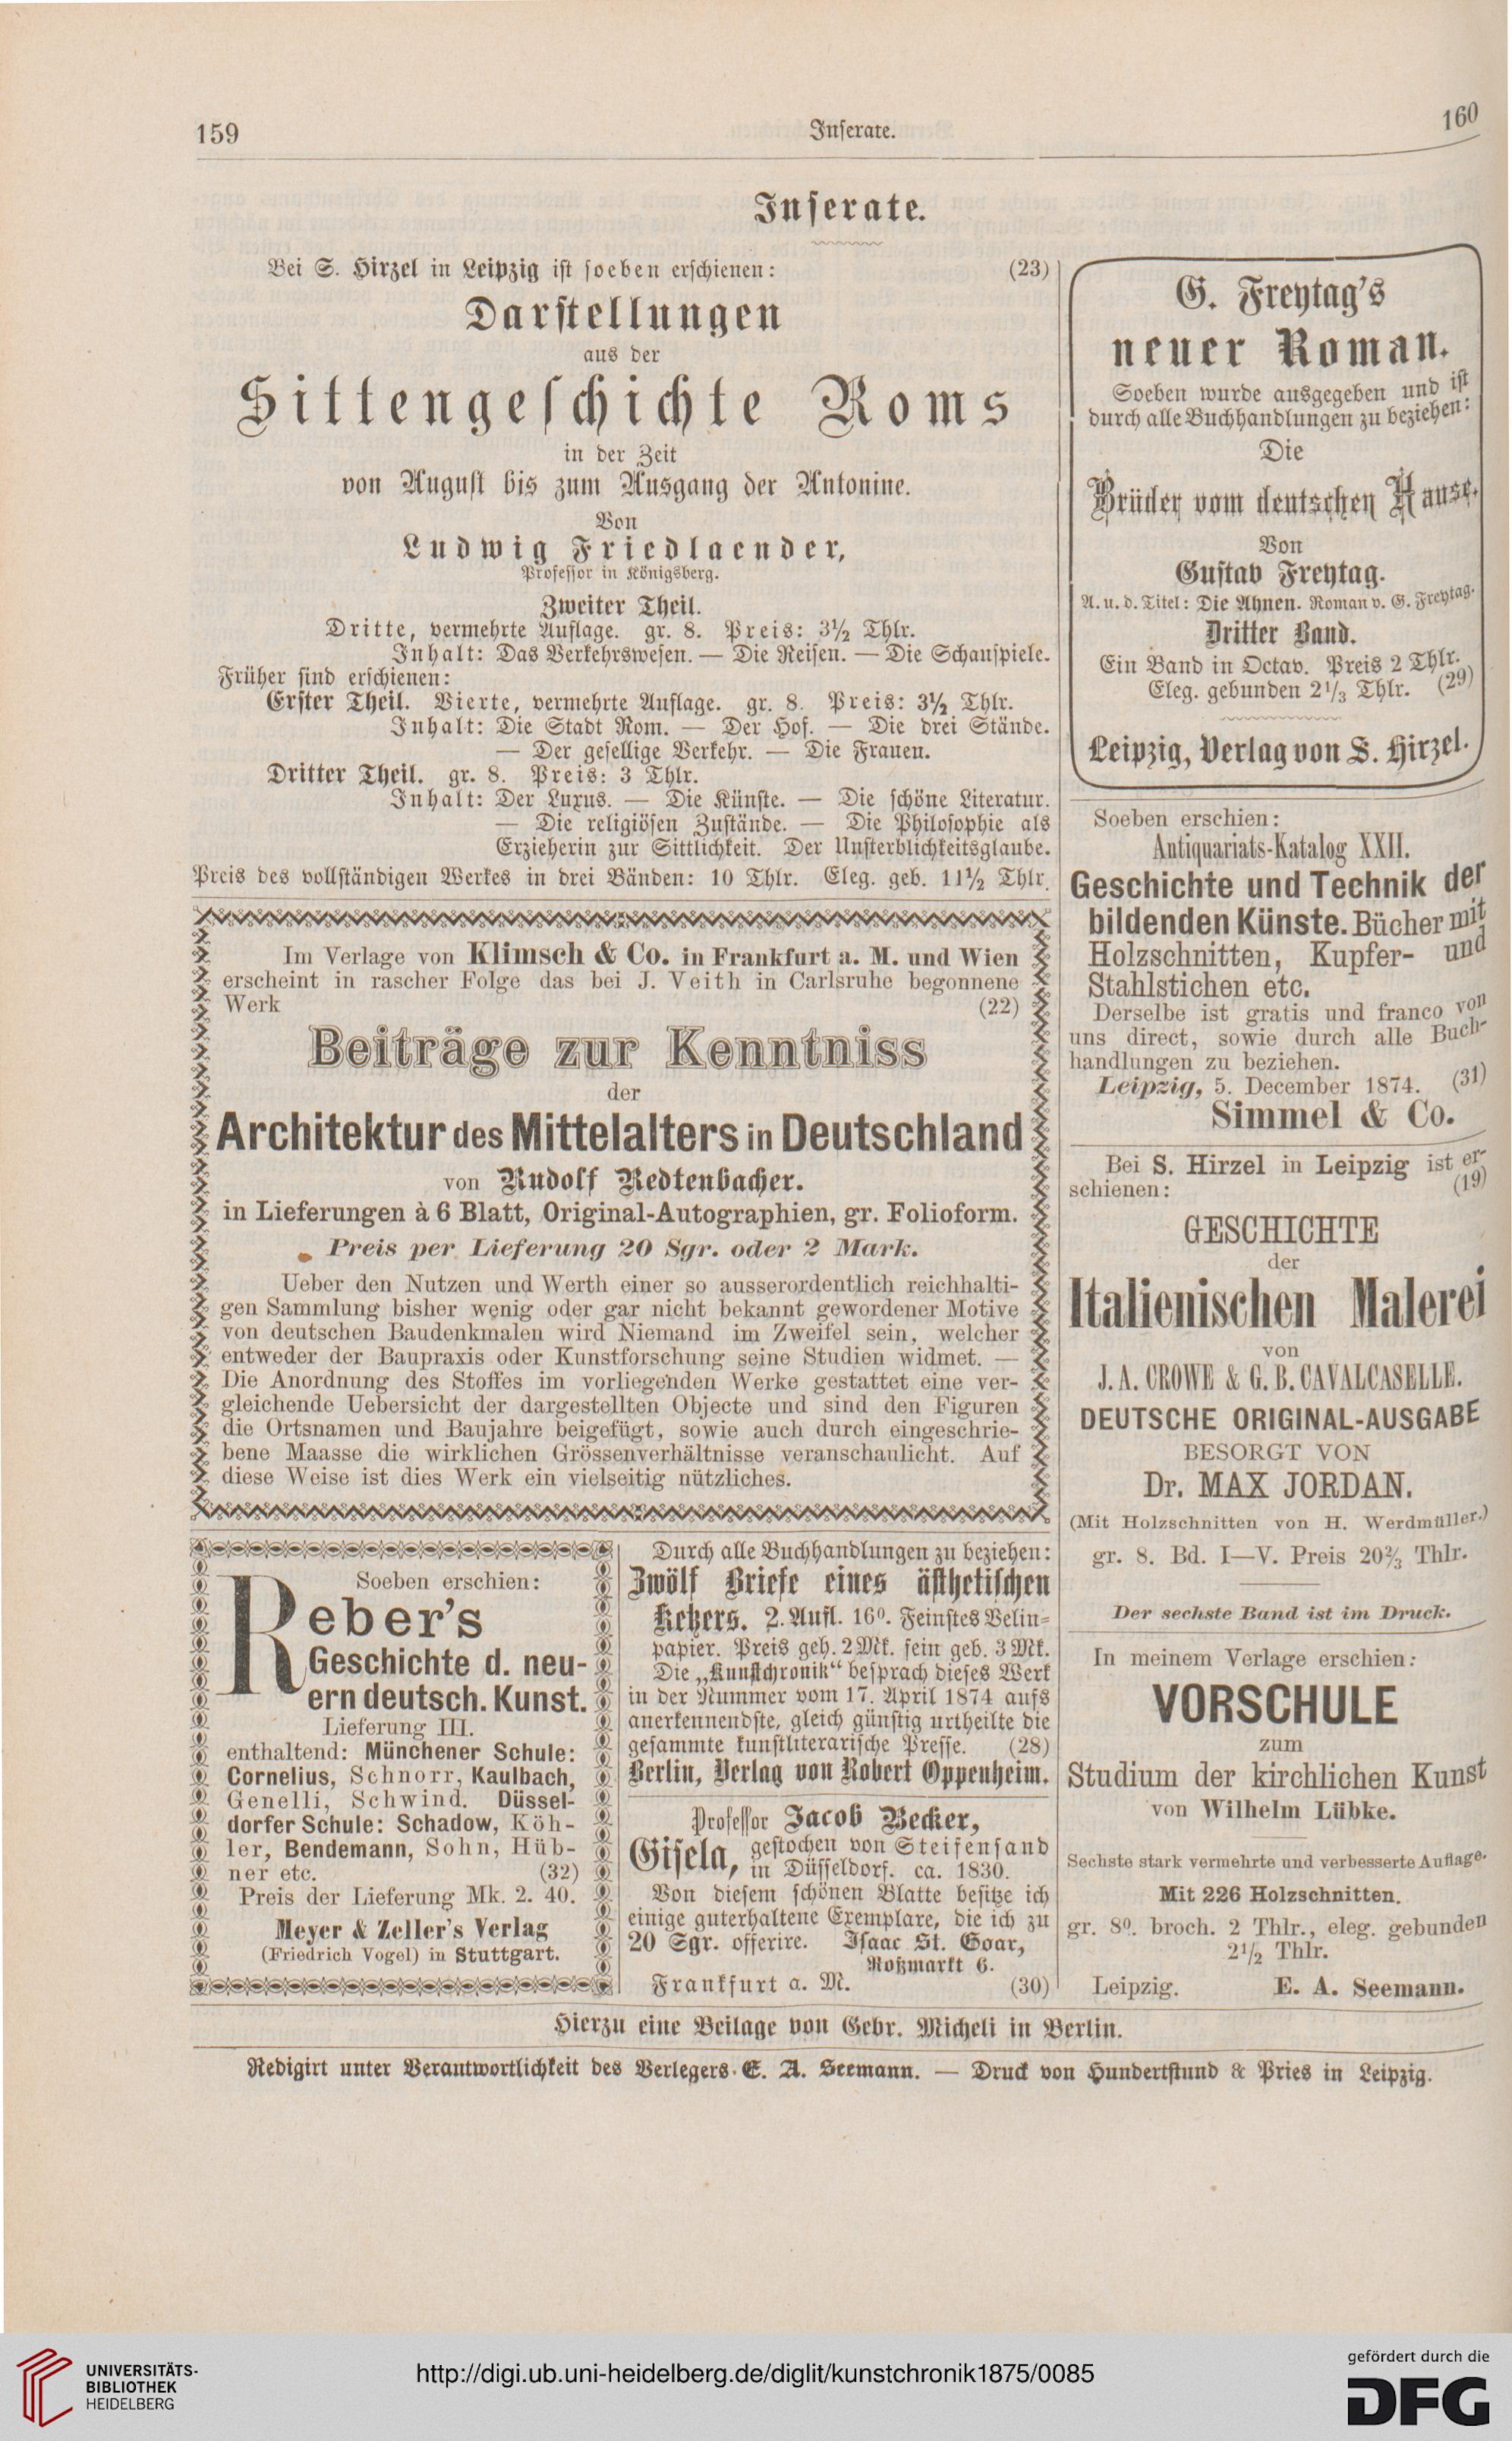 159
Inserate.
160
Inserate.
Bei S. Hirzel in Leipzig ist soeben erschienen: (23)
Darstellungen
aus der
Sittengeschichte Roms
in der Zeit
von August bis zum Ausgang der Antonine.
Von
Ludwig Friedlaender,
Professor in Königsberg.
Zweiter Theil.
Dritte, vermehrte Auflage. gr. 8. Preis: 3½ Thlr.
Inhalt: Das Verkehrswesen. — Die Reisen. — Die Schauspiele.
Früher sind erschienen:
Erster Theil. Vierte, vermehrte Auflage. gr. 8. Preis: 3½ Thlr.
Inhalt: Die Stadt Rom. — Der Hof. — Die drei Stände.
— Der gesellige Verkehr. — Die Frauen.
Dritter Theil. gr. 8. Preis: 3 Thlr.
Inhalt: Der Luxus. — Die Künste. — Die schöne Literatur.
— Die religiösen Zustände. — Die Philosophie als
Erzieherin zur Sittlichkeit. Der Unsterblichkeitsglaube.
Preis des vollständigen Werkes in drei Bänden: 10 Thlr. Eleg. geb. 11½ Thlr.
Im Verlage von Klimsch & Co. in Frankfurt a. M. und Wien
erscheint in rascher Folge das bei J. Veith in Carlsruhe begonnene
Werk (22)
Beiträge zur Kenntniss
der
Architektur des Mittelalters in Deutschland
von Rudolf Redtenbacher.
in Lieferungen à 6 Blatt, Original-Autographien, gr. Folioform.
Preis per Lieferung 20 Sgr. oder 2 Mark.
Ueber den Nutzen und Werth einer so ausserordentlich reichhalti-
gen Sammlung bisher wenig oder gar nicht bekannt gewordener Motive
von deutschen Baudenkmalen wird Niemand im Zweifel sein, welcher
entweder der Baupraxis oder Kunstforschung seine Studien widmet. —
Die Anordnung des Stoffes im vorliegenden Werke gestattet eine ver-
gleichende Uebersicht der dargestellten Objecte und sind den Figuren
die Ortsnamen und Baujahre beigefügt, sowie auch durch eingeschrie-
bene Maasse die wirklichen Grössenverhältnisse veranschaulicht. Auf
diese Weise ist dies Werk ein vielseitig nützliches.
Soeben erschien:
Reber's
Geschichte d. neu-
ern deutsch. Kunst.
Lieferung III.
enthaltend: Münchener Schule:
Cornelius, Schnorr, Kaulbach,
Genelli, Schwind. Düssel-
dorfer Schule: Schadow, Köh-
ler, Bendemann, Sohn, Hüb-
ner etc. (32)
Preis der Lieferung Mk. 2. 40.
Meyer & Zeller's Verlag
(Friedrich Vogel) in Stuttgart.
Durch alle Buchhandlungen zu beziehen:
Zwölf Briefe eines ästhetischen
Ketzers. 2. Aufl. 16°. Feinstes Velin-
papier. Preis geh. 2 Mk. fein geb. 3 Mk.
Die „Kunstchronik“ besprach dieses Werk
in der Nummer vom 17. April 1874 aufs
anerkennendste, gleich günstig urtheilte die
gesammte kunstliterarische Presse. (28)
Berlin, Verlag von Robert Oppenheim.
Professor Jacob Becker,
Gisela, gestochen von Steifensand
in Düsseldorf. ca. 1830.
Von diesem schönen Blatte besitze ich
einige guterhaltene Exemplare, die ich zu
20 Sgr. offerire. Isaac St. Goar,
Roßmarkt 6.
Frankfurt a. M. (30)
G. Freytag's
neuer Roman.
Soeben wurde ausgegeben und ist
durch alle Buchhandlungen zu beziehen:
Die
Brüder vom deutschen Hause.
Von
Gustav Freytag.
A. u. d. Titel: Die Ahnen. Roman v. G. Freytag.
Dritter Band.
Ein Band in Octav. Preis 2 Thlr.
Eleg. gebunden 2⅓ Thlr. (29)
Leipzig, Verlag von S. Hirzel.
Soeben erschien:
Antiquariats-Katalog XXII.
Geschichte und Technik der
bildenden Künste. Bücher mit
Holzschnitten, Kupfer- und
Stahlstichen etc.
Derselbe ist gratis und franco von
uns direct, sowie durch alle Buch-
handlungen zu beziehen.
Leipzig, 5. December 1874. (31)
Simmel & Co.
Bei S. Hirzel in Leipzig ist er-
schienen: (19)
GESCHICHTE
der
Italienischen Malerei
von
J. A. CROWE & G. B. CAVALCASELLE.
DEUTSCHE ORIGINAL-AUSGABE
BESORGT VON
Dr. MAX JORDAN.
(Mit Holzschnitten von H. Werdmüller.)
gr. 8. Bd. I—V. Preis 20⅔ Thlr.
Der sechste Band ist im Druck.
In meinem Verlage erschien:
VORSCHULE
zum
Studium der kirchlichen Kunst
von Wilhelm Lübke.
Sechste stark vermehrte und verbesserte Auflage.
Mit 226 Holzschnitten.
gr. 8°. broch. 2 Thlr., eleg. gebunden
2½ Thlr.
Leipzig. E. A. Seemann.
Hierzu eine Beilage von Gebr. Micheli in Berlin.
Redigirt unter Verantwortlichkeit des Verlegers E. A. Seemann. — Druck von Hundertstund & Pries in Leipzig.
UNIVERSITÄTS-
BIBLIOTHEK
HEIDELBERG
http://digi.ub.uni-heidelberg.de/diglit/kunstchronik1875/0085
gefördert durch die
DFG